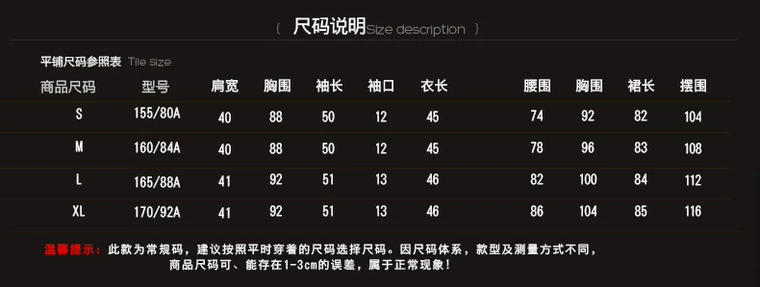 { 尺码说明Size description }
平铺尺码参照表 Tile size
商品尺码 型号 肩宽 胸围 袖长 袖口 衣长 腰围 胸围 裙长 摆围
S 155/80A 40 88 50 12 45 74 92 82 104
M 160/84A 40 88 50 12 45 78 96 83 108
L 165/88A 41 92 51 13 46 82 100 84 112
XL 170/92A 41 92 51 13 46 86 104 85 116
温馨提示：此款为常规码，建议按照平时穿着的尺码选择尺码。因尺码体系，款型及测量方式不同，
商品尺码可、能存在1-3cm的误差，属于正常现象！